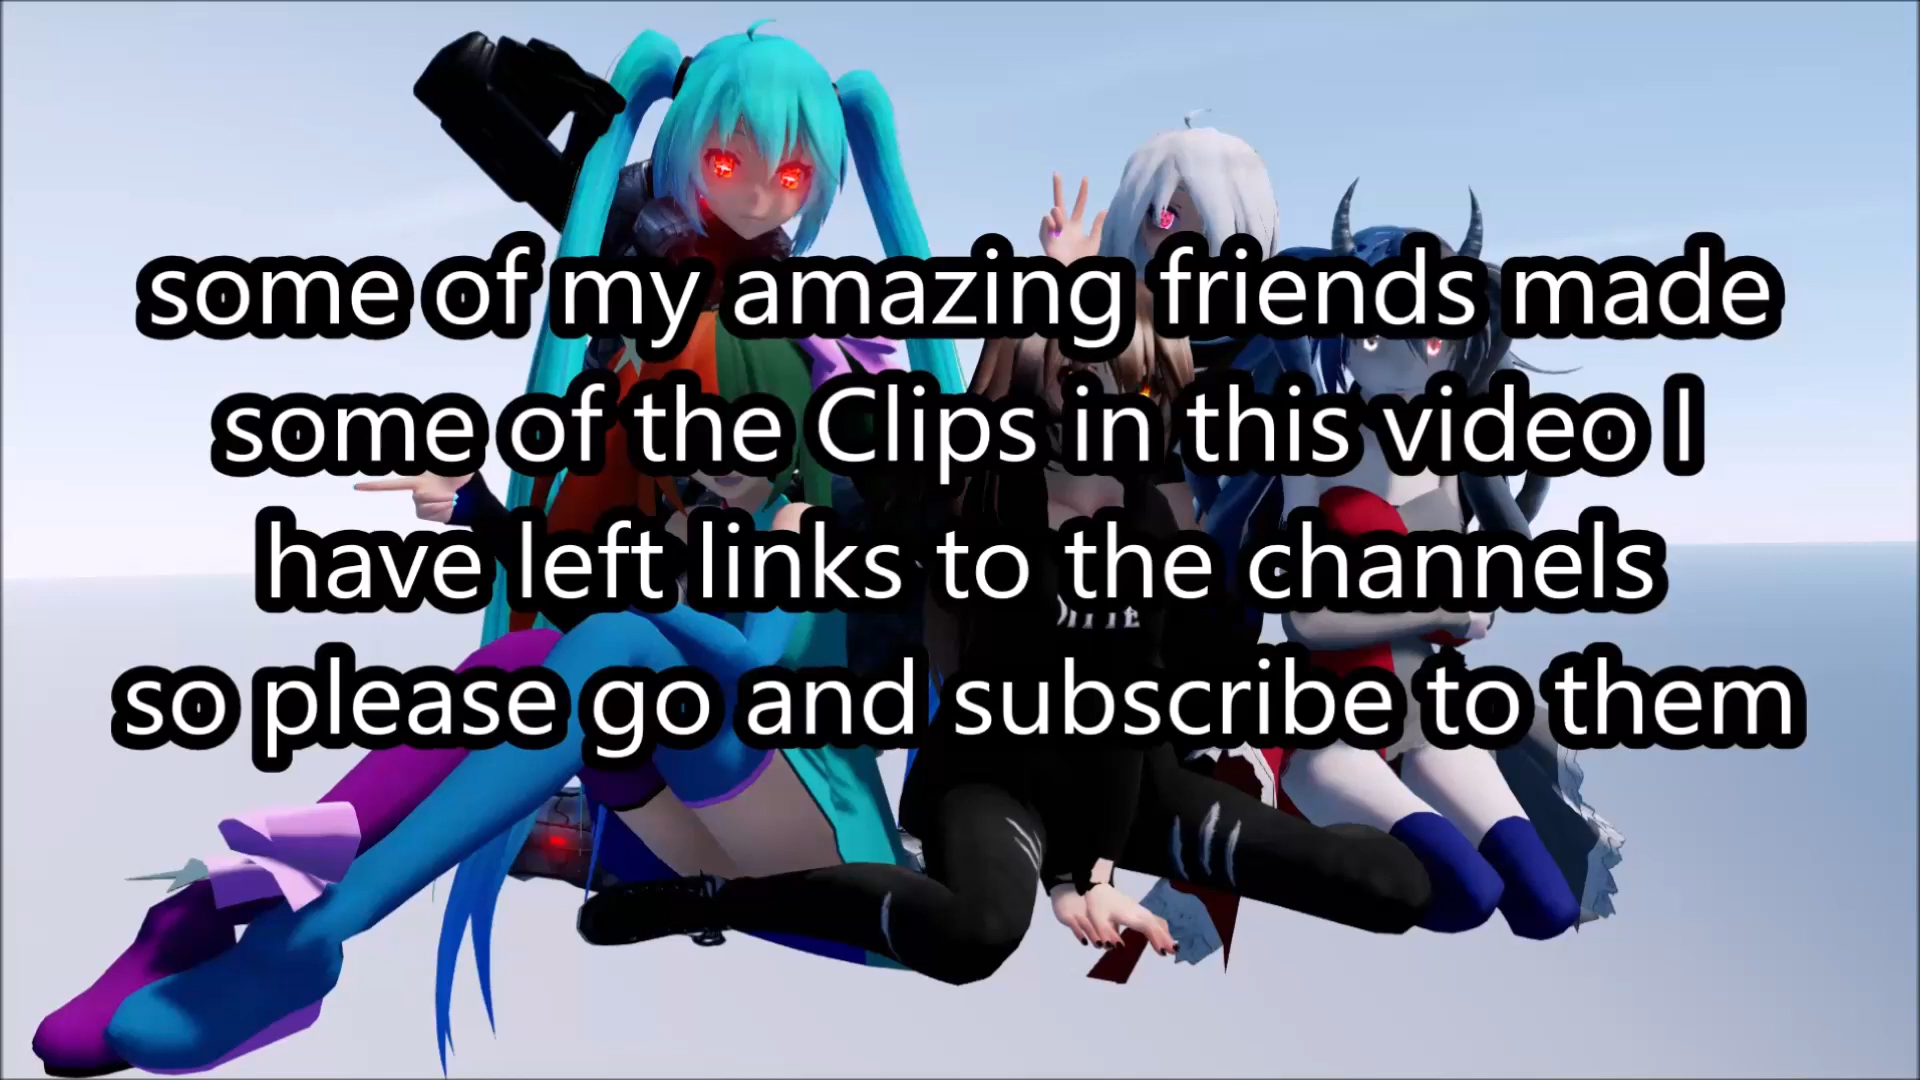 some of my amazing friends made
some of the Clips in this video I
have left links to the channels
so please go and subscribe to them